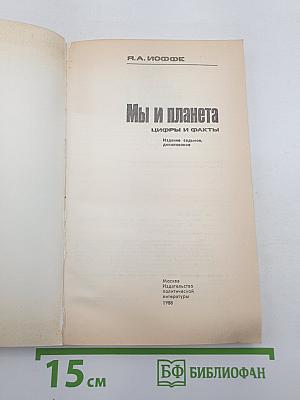 Я.А. ИОФФЕ
Мы и планета
ЦИФРЫ И ФАКТЫ
Издание седьмое,
дополненное
Москва
Издательство
политической
литературы
1988
15 см
БФ БИБЛИОФАН